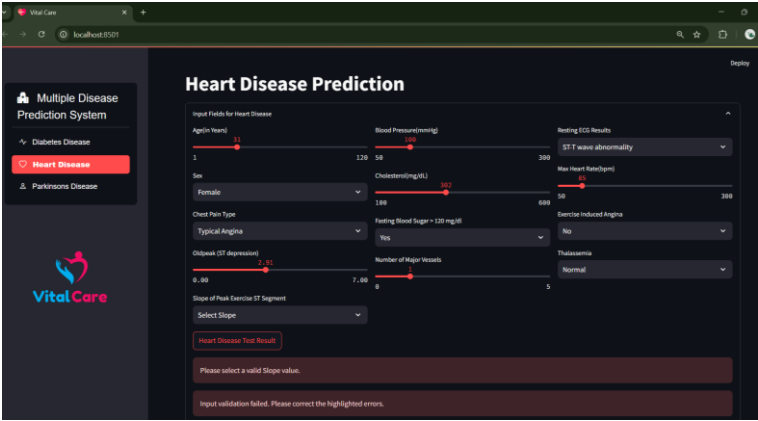 Vital Care
localhost:8501
Deploy
Multiple Disease
Prediction System
Diabetes Disease
Heart Disease
Parkinsons Disease
Vital Care
Heart Disease Prediction
Input Fields for Heart Disease
Age(in Years)
31
1 120
Sex
Female
Chest Pain Type
Typical Angina
Oldpeak (ST depression)
2.91
0.00 7.00
Slope of Peak Exercise ST Segment
Select Slope
Blood Pressure(mmHg)
100
50 300
Cholesterol(mg/dL)
302
100 600
Fasting Blood Sugar > 120 mg/dl
Yes
Number of Major Vessels
1
0 5
Resting ECG Results
ST-T wave abnormality
Max Heart Rate(bpm)
85
50 300
Exercise Induced Angina
No
Thalassemia
Normal
Heart Disease Test Result
Please select a valid Slope value.
Input validation failed. Please correct the highlighted errors.